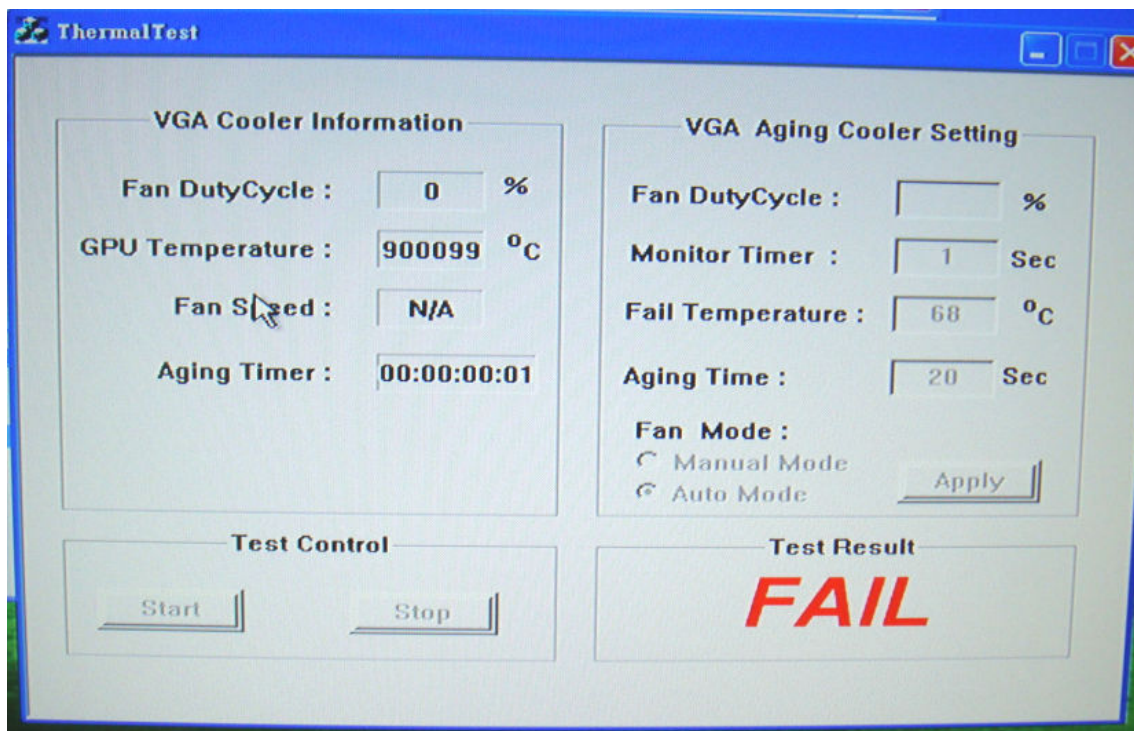 ThermalTest
VGA Cooler Information
Fan DutyCycle : 0 %
GPU Temperature : 900099 °C
Fan Speed : N/A
Aging Timer : 00:00:00:01
VGA Aging Cooler Setting
Fan DutyCycle : %
Monitor Timer : 1 Sec
Fail Temperature : 68 °C
Aging Time : 20 Sec
Fan Mode :
Manual Mode
Auto Mode
Apply
Test Control
Start Stop
Test Result
FAIL